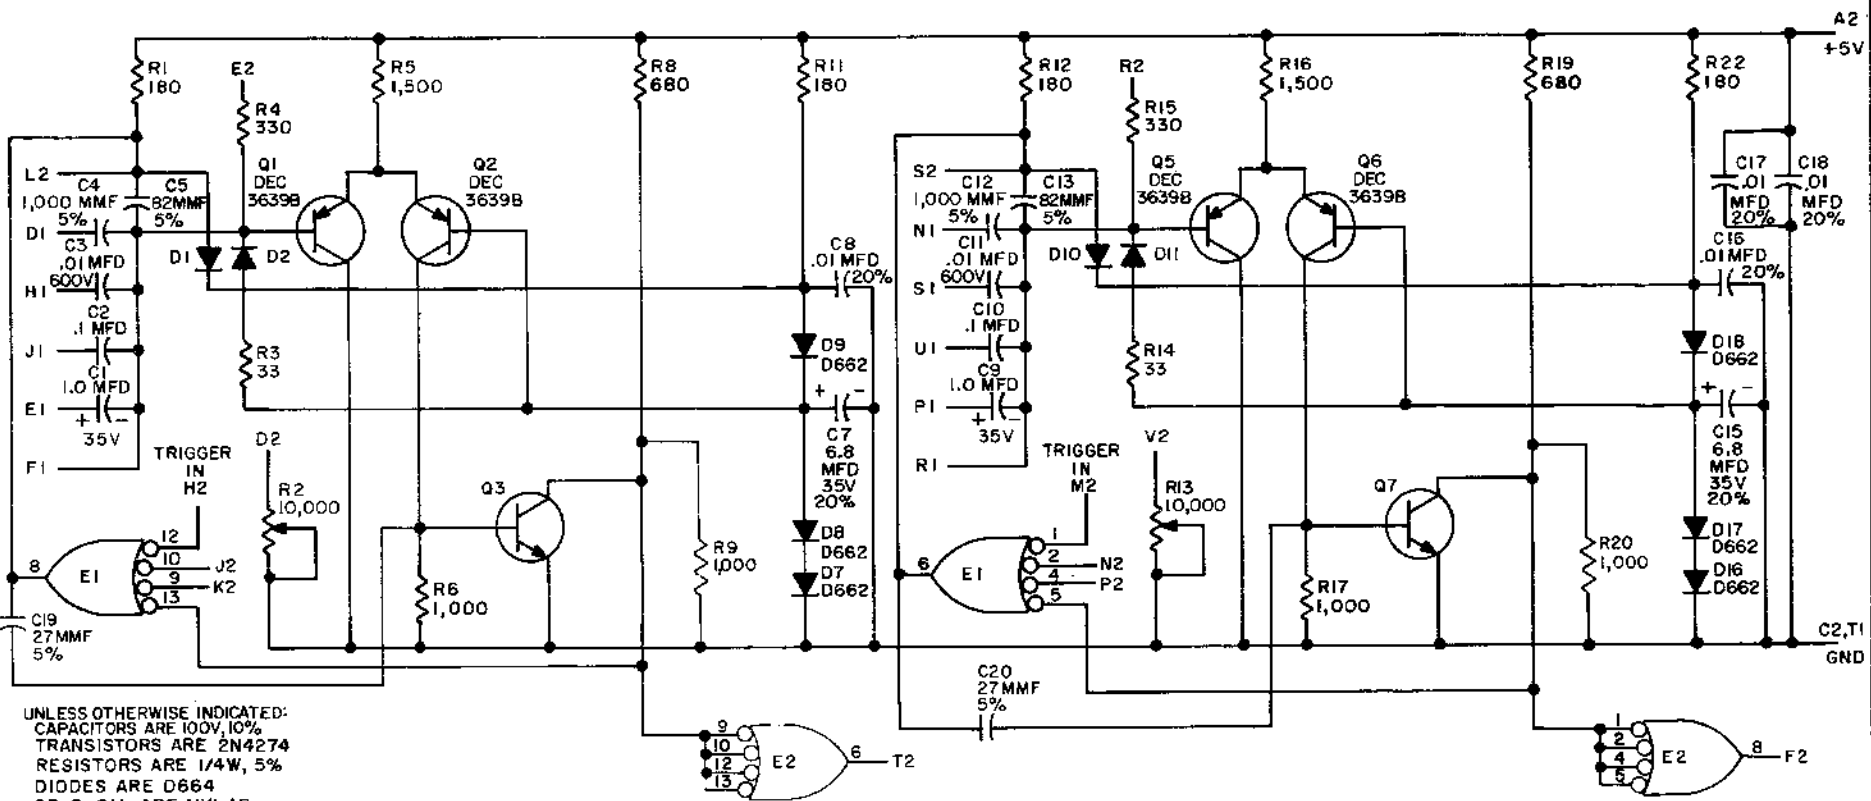 A2
+5V
R1
180
E2
R4
330
R5
1,500
R8
680
R11
180
R12
180
R2
R15
330
R16
1,500
R19
680
R22
180
L2
C4
1,000 MMF
5%
C5
82MMF
5%
Q1
DEC
3639B
Q2
DEC
3639B
D1
C3
.01 MFD
600V
D1
D2
H1
C2
.1 MFD
J1
C1
1.0 MFD
E1
+ -
35V
F1
R3
33
C8
.01MFD
20%
D9
D662
+ -
C7
6.8
MFD
35V
20%
D8
D662
D7
D662
S2
C12
1,000 MMF
5%
C13
82MMF
5%
Q5
DEC
3639B
Q6
DEC
3639B
N1
C11
.01 MFD
600V
D10
D11
S1
C10
.1 MFD
U1
C9
1.0 MFD
P1
+ -
35V
R1
R14
33
C17
.01
MFD
20%
C18
.01
MFD
20%
C16
.01MFD
20%
D18
D662
+ -
C15
6.8
MFD
35V
20%
D17
D662
D16
D662
TRIGGER
IN
H2
D2
R2
10,000
Q3
R9
1,000
R6
1,000
8
E1
12
10
9
13
J2
K2
C19
27MMF
5%
TRIGGER
IN
M2
V2
R13
10,000
Q7
R20
1,000
R17
1,000
6
E1
1
2
4
5
N2
P2
C20
27MMF
5%
C2,T1
GND
UNLESS OTHERWISE INDICATED:
CAPACITORS ARE 100V, 10%
TRANSISTORS ARE 2N4274
RESISTORS ARE 1/4W, 5%
DIODES ARE D664
9
10
12
13
E2
6
T2
1
2
4
5
E2
8
F2